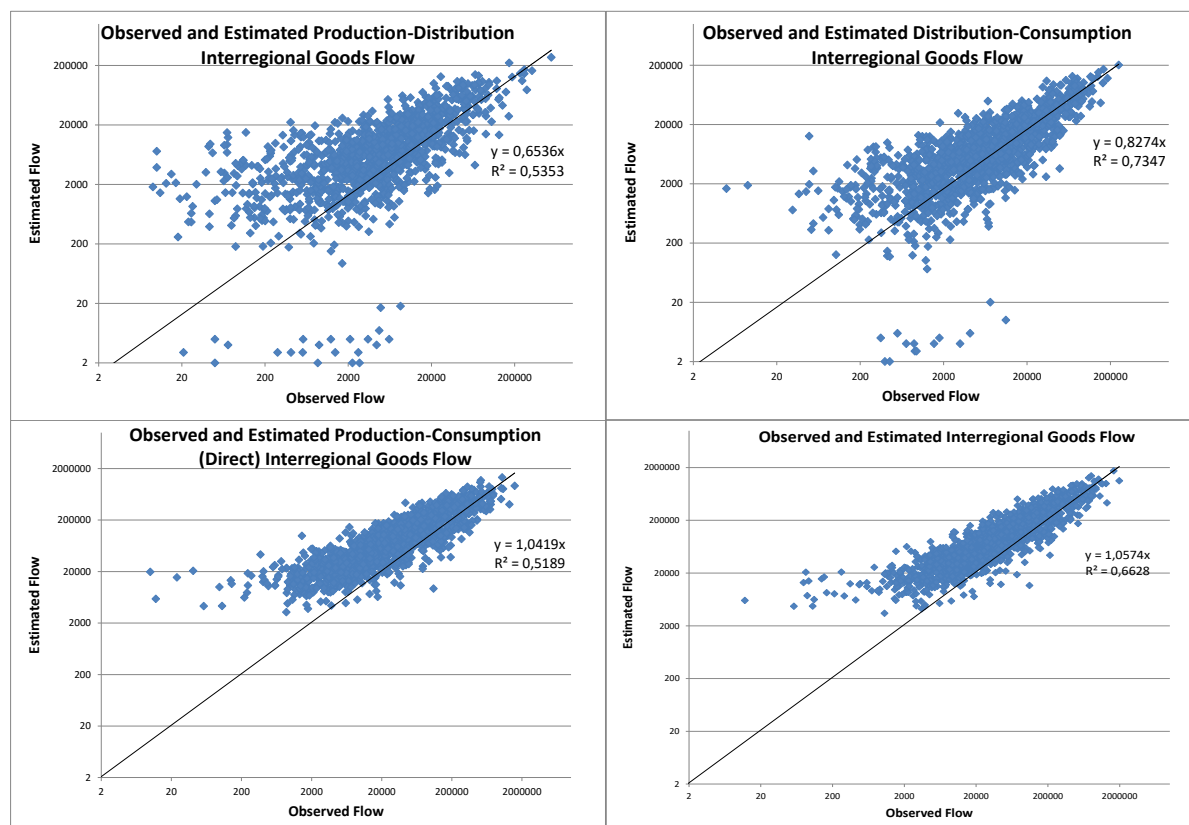 Observed and Estimated Production-Distribution
Interregional Goods Flow
Estimated Flow
200000
20000
2000
200
20
2
y = 0,6536x
R² = 0,5353
2
20
200
2000
20000
200000
Observed Flow
Observed and Estimated Distribution-Consumption
Interregional Goods Flow
Estimated Flow
200000
20000
2000
200
20
2
y = 0,8274x
R² = 0,7347
2
20
200
2000
20000
200000
Observed Flow
Observed and Estimated Production-Consumption
(Direct) Interregional Goods Flow
Estimated Flow
2000000
200000
20000
2000
200
20
2
y = 1,0419x
R² = 0,5189
2
20
200
2000
20000
200000
2000000
Observed Flow
Observed and Estimated Interregional Goods Flow
Estimated Flow
2000000
200000
20000
2000
200
20
2
y = 1,0574x
R² = 0,6628
2
20
200
2000
20000
200000
2000000
Observed Flow